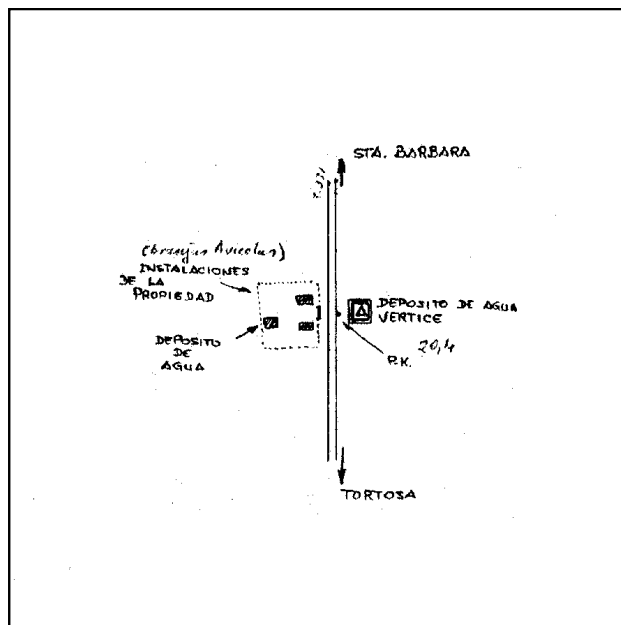 STA. BARBARA
(Granjas Avicolas)
INSTALACIONES
DE LA
PROPIEDAD
DEPOSITO DE AGUA
VERTICE
DEPOSITO
DE
AGUA
P.K. 20,4
TORTOSA